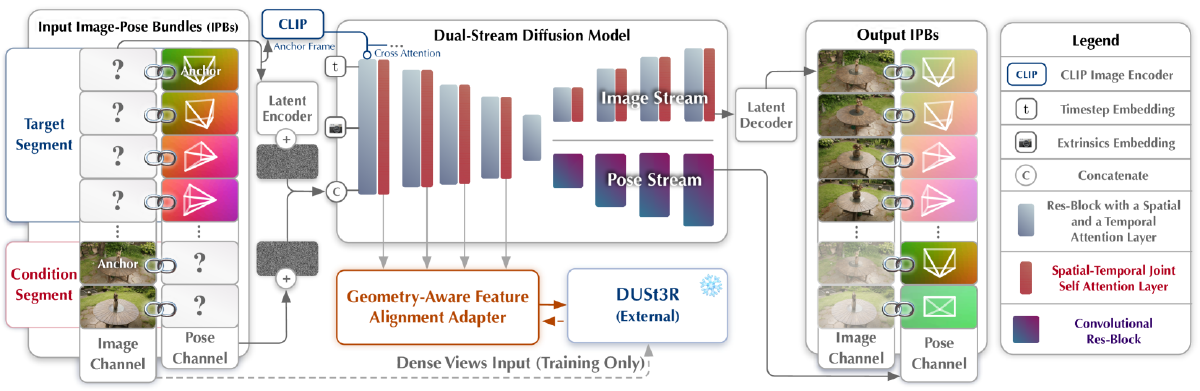 Input Image-Pose Bundles (IPBs)
Target
Segment
Condition
Segment
?
?
?
?
Anchor
Anchor
?
?
Image
Channel
Pose
Channel
CLIP
Anchor Frame
Cross Attention
...
Latent
Encoder
+
+
t
C
Dual-Stream Diffusion Model
Image Stream
Pose Stream
Latent
Decoder
Geometry-Aware Feature
Alignment Adapter
DUSt3R
(External)
Dense Views Input (Training Only)
Output IPBs
Image
Channel
Pose
Channel
Legend
CLIP CLIP Image Encoder
t Timestep Embedding
Extrinsics Embedding
C Concatenate
Res-Block with a Spatial
and a Temporal
Attention Layer
Spatial-Temporal Joint
Self Attention Layer
Convolutional
Res-Block